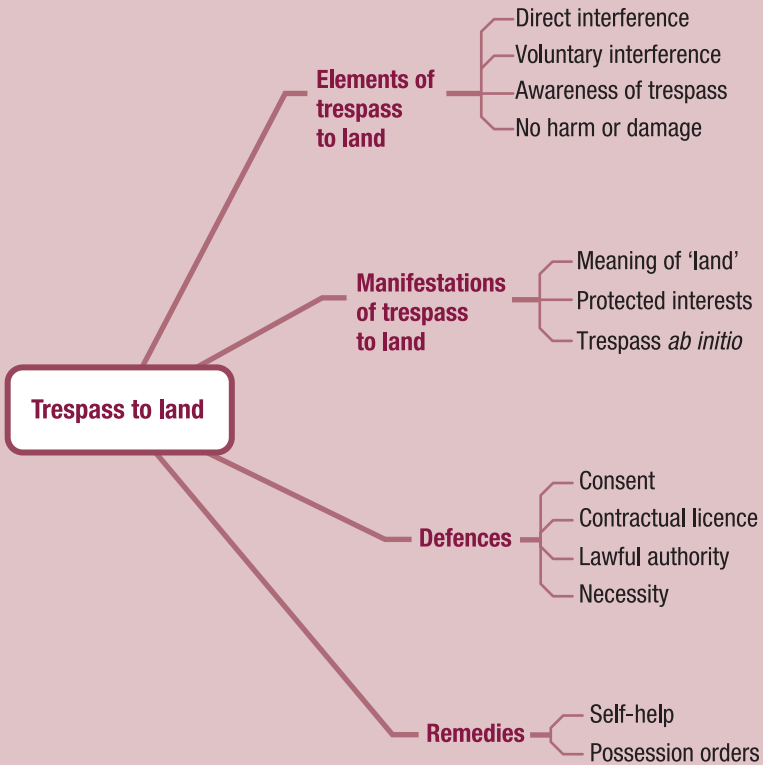 Trespass to land
Elements of
trespass
to land
Direct interference
Voluntary interference
Awareness of trespass
No harm or damage
Manifestations
of trespass
to land
Meaning of ‘land’
Protected interests
Trespass ab initio
Defences
Consent
Contractual licence
Lawful authority
Necessity
Remedies
Self-help
Possession orders